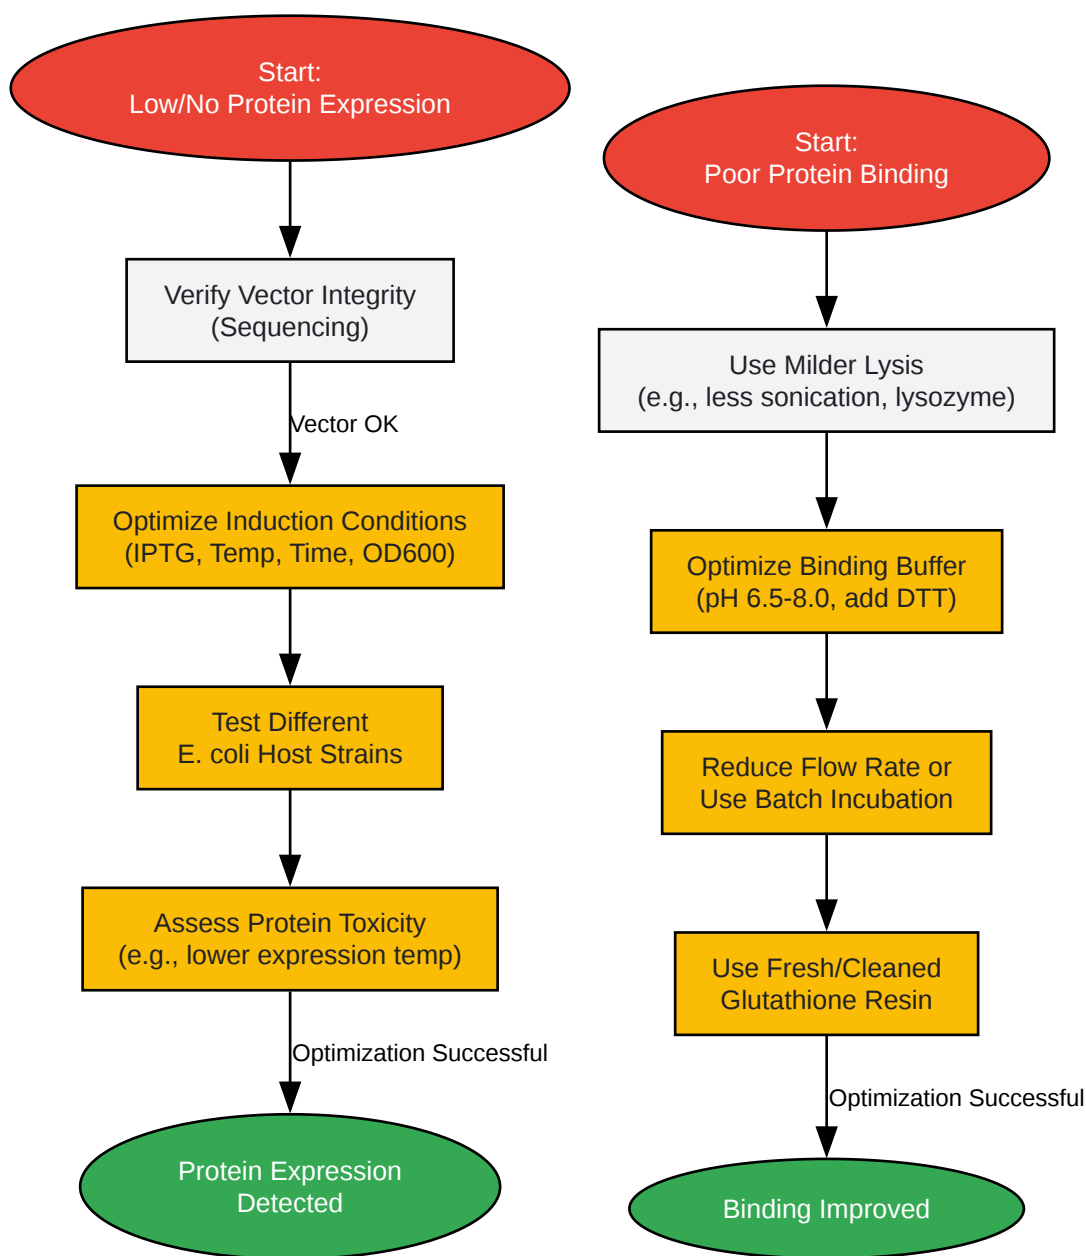 Start:
Low/No Protein Expression
Verify Vector Integrity
(Sequencing)
Vector OK
Optimize Induction Conditions
(IPTG, Temp, Time, OD600)
Test Different
E. coli Host Strains
Assess Protein Toxicity
(e.g., lower expression temp)
Optimization Successful
Protein Expression
Detected
Start:
Poor Protein Binding
Use Milder Lysis
(e.g., less sonication, lysozyme)
Optimize Binding Buffer
(pH 6.5-8.0, add DTT)
Reduce Flow Rate or
Use Batch Incubation
Use Fresh/Cleaned
Glutathione Resin
Optimization Successful
Binding Improved